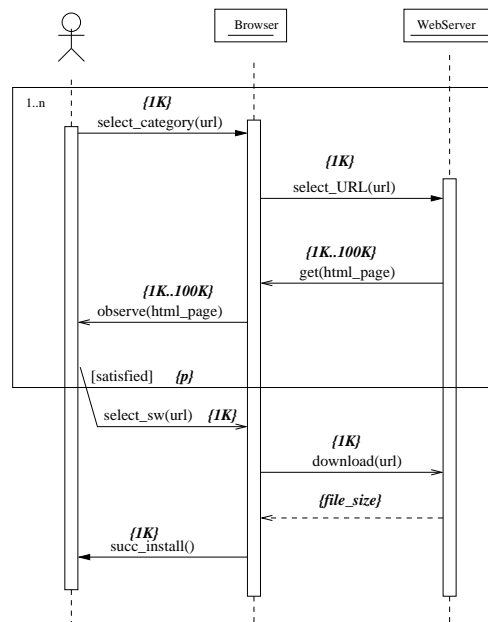 Browser WebServer
1..n
{1K}
select_category(url)
{1K}
select_URL(url)
{1K..100K}
get(html_page)
{1K..100K}
observe(html_page)
[satisfied] {p}
select_sw(url) {1K}
{1K}
download(url)
{file_size}
{1K}
succ_install()